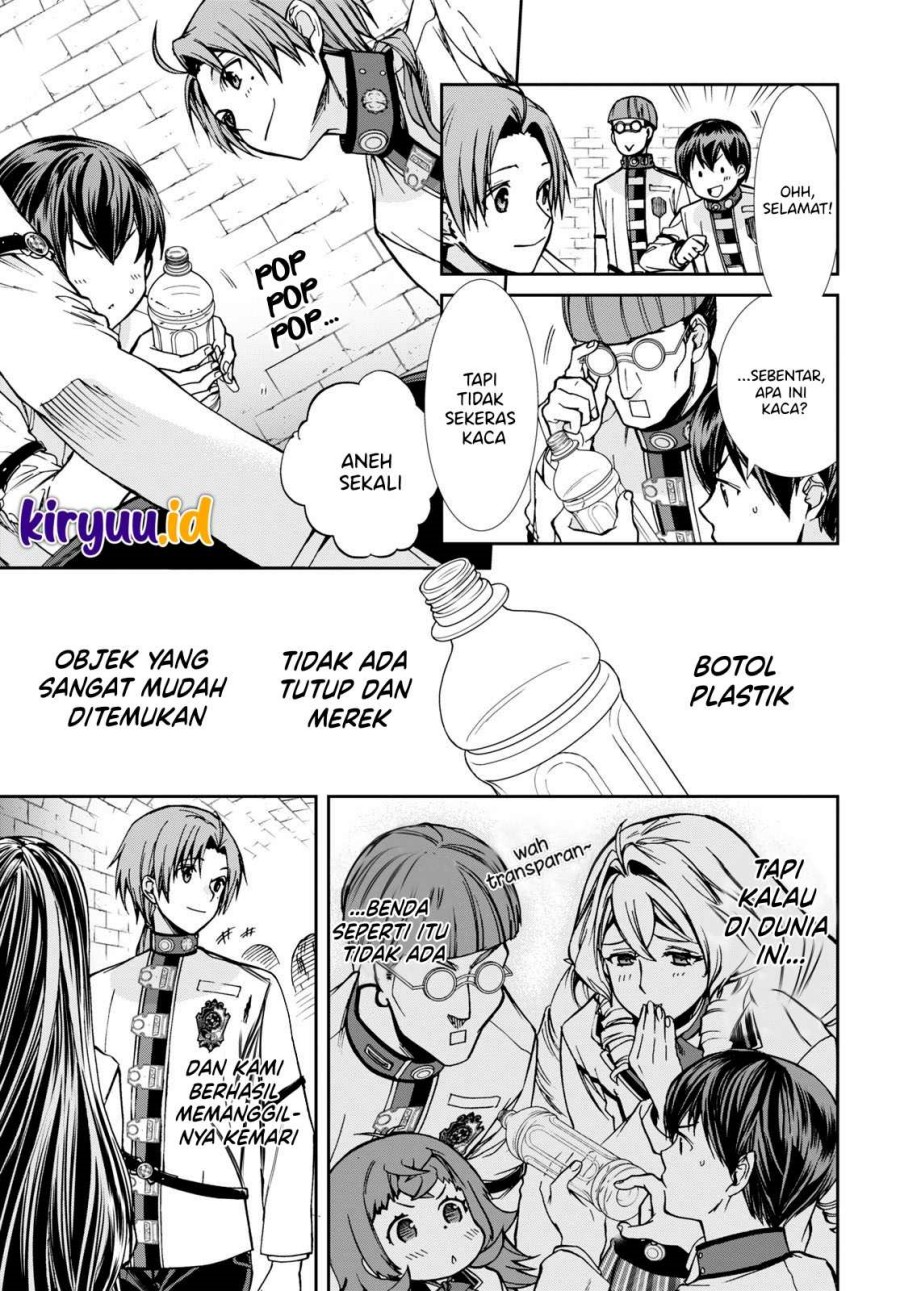 OHH,
SELAMAT!
...SEBENTAR,
APA INI
KACA?
TAPI
TIDAK
SEKERAS
KACA
POP
POP
POP...
ANEH
SEKALI
kiryuu.id
BOTOL
PLASTIK
TIDAK ADA
TUTUP DAN
MEREK
OBJEK YANG
SANGAT MUDAH
DITEMUKAN
TAPI
KALAU
DI DUNIA
INI...
wah
transparan~
...BENDA
SEPERTI ITU
TIDAK ADA
DAN KAMI
BERHASIL
MEMANGGIL-
NYA KEMARI